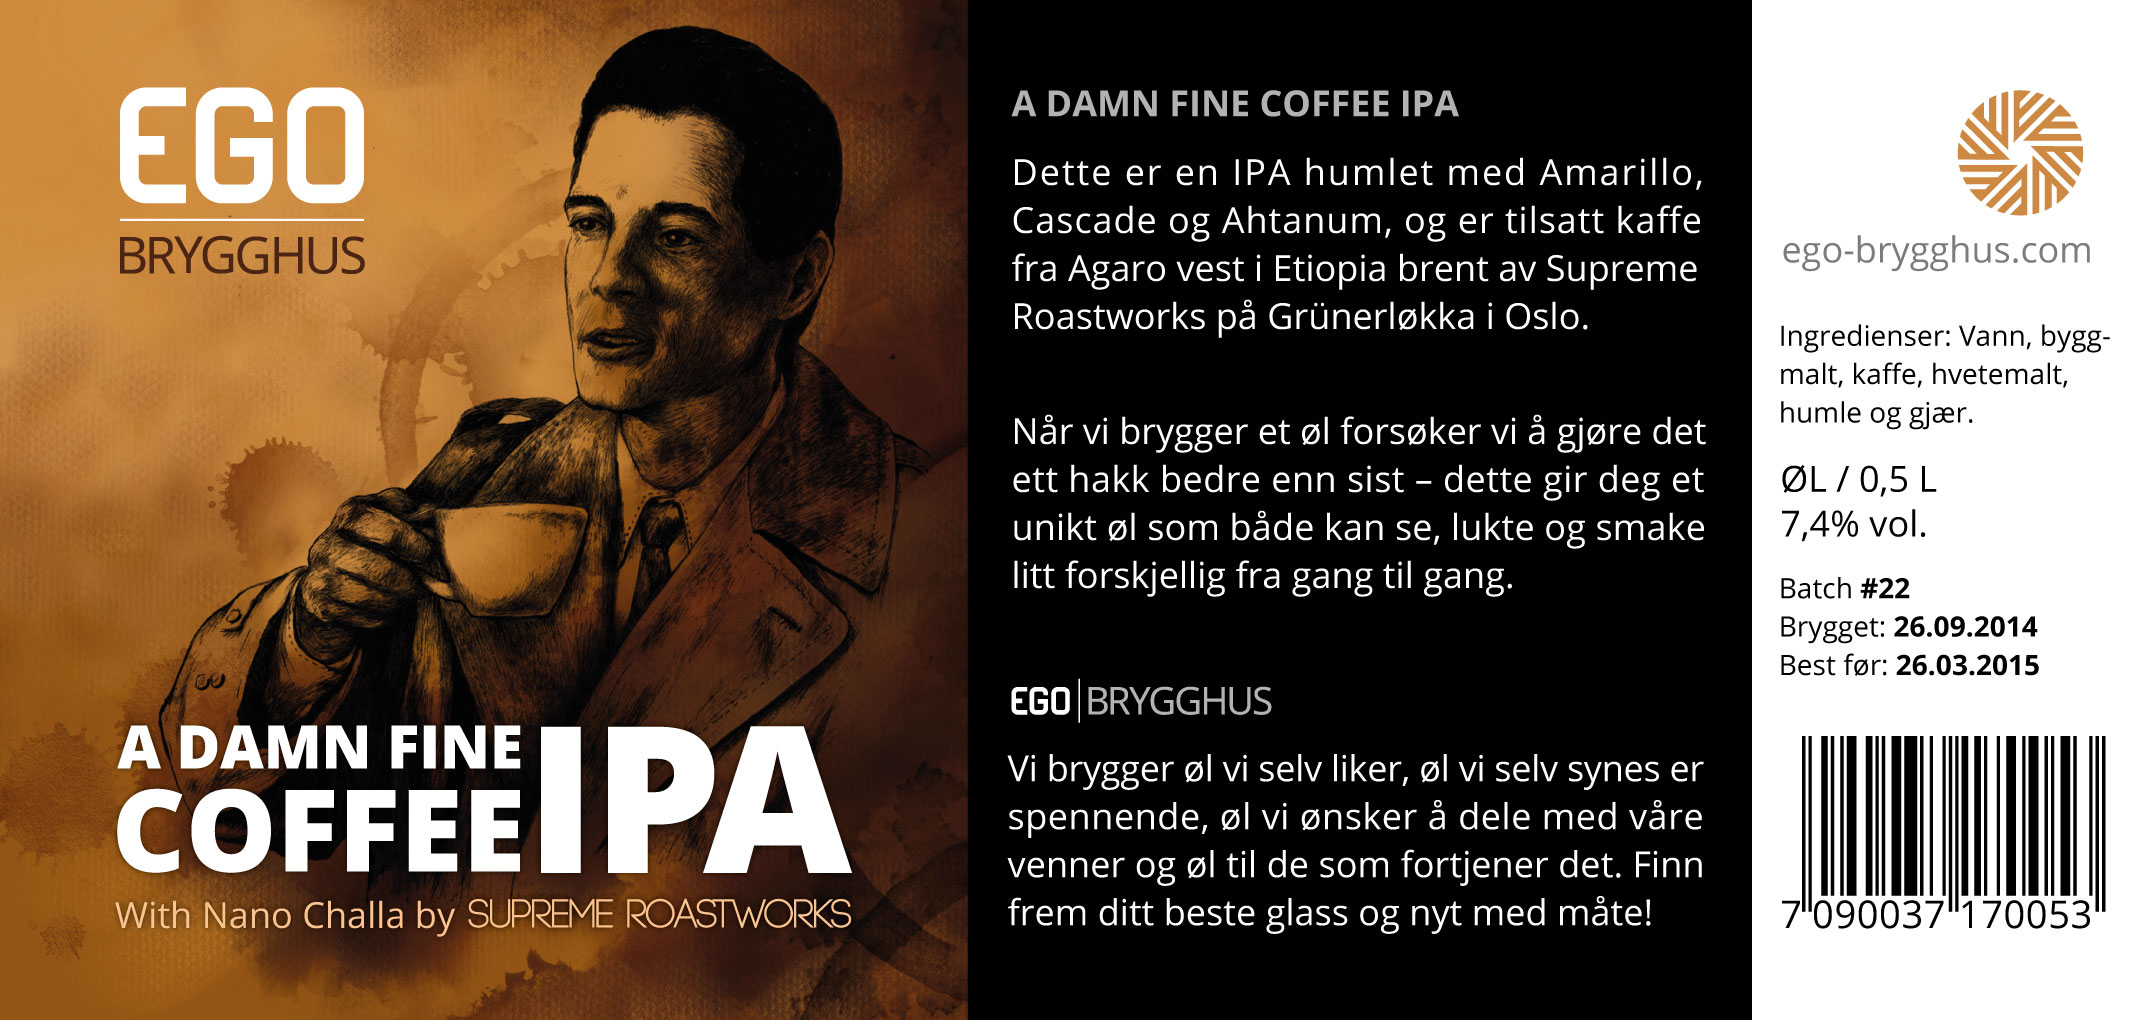 EGO
BRYGGHUS
A DAMN FINE
COFFEE IPA
With Nano Challa by SUPREME ROASTWORKS
A DAMN FINE COFFEE IPA
Dette er en IPA humlet med Amarillo,
Cascade og Ahtanum, og er tilsatt kaffe
fra Agaro vest i Etiopia brent av Supreme
Roastworks på Grünerløkka i Oslo.
Når vi brygger et øl forsøker vi å gjøre det
ett hakk bedre enn sist – dette gir deg et
unikt øl som både kan se, lukte og smake
litt forskjellig fra gang til gang.
EGO BRYGGHUS
Vi brygger øl vi selv liker, øl vi selv synes er
spennende, øl vi ønsker å dele med våre
venner og øl til de som fortjener det. Finn
frem ditt beste glass og nyt med måte!
ego-brygghus.com
Ingredienser: Vann, bygg-
malt, kaffe, hvetemalt,
humle og gjær.
ØL / 0,5 L
7,4% vol.
Batch #22
Brygget: 26.09.2014
Best før: 26.03.2015
7 090037 170053